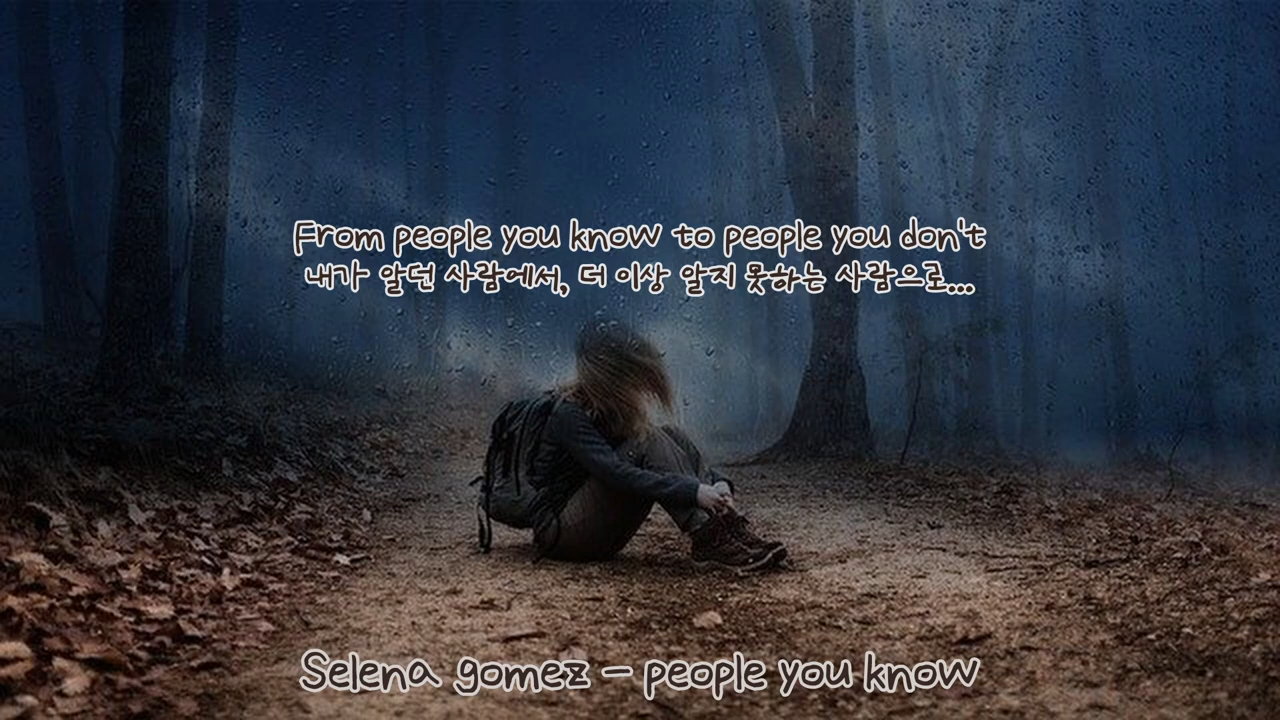 From people you know to people you don't
내가 알던 사람에서, 더 이상 알지 못하는 사람으로...
Selena gomez - people you know